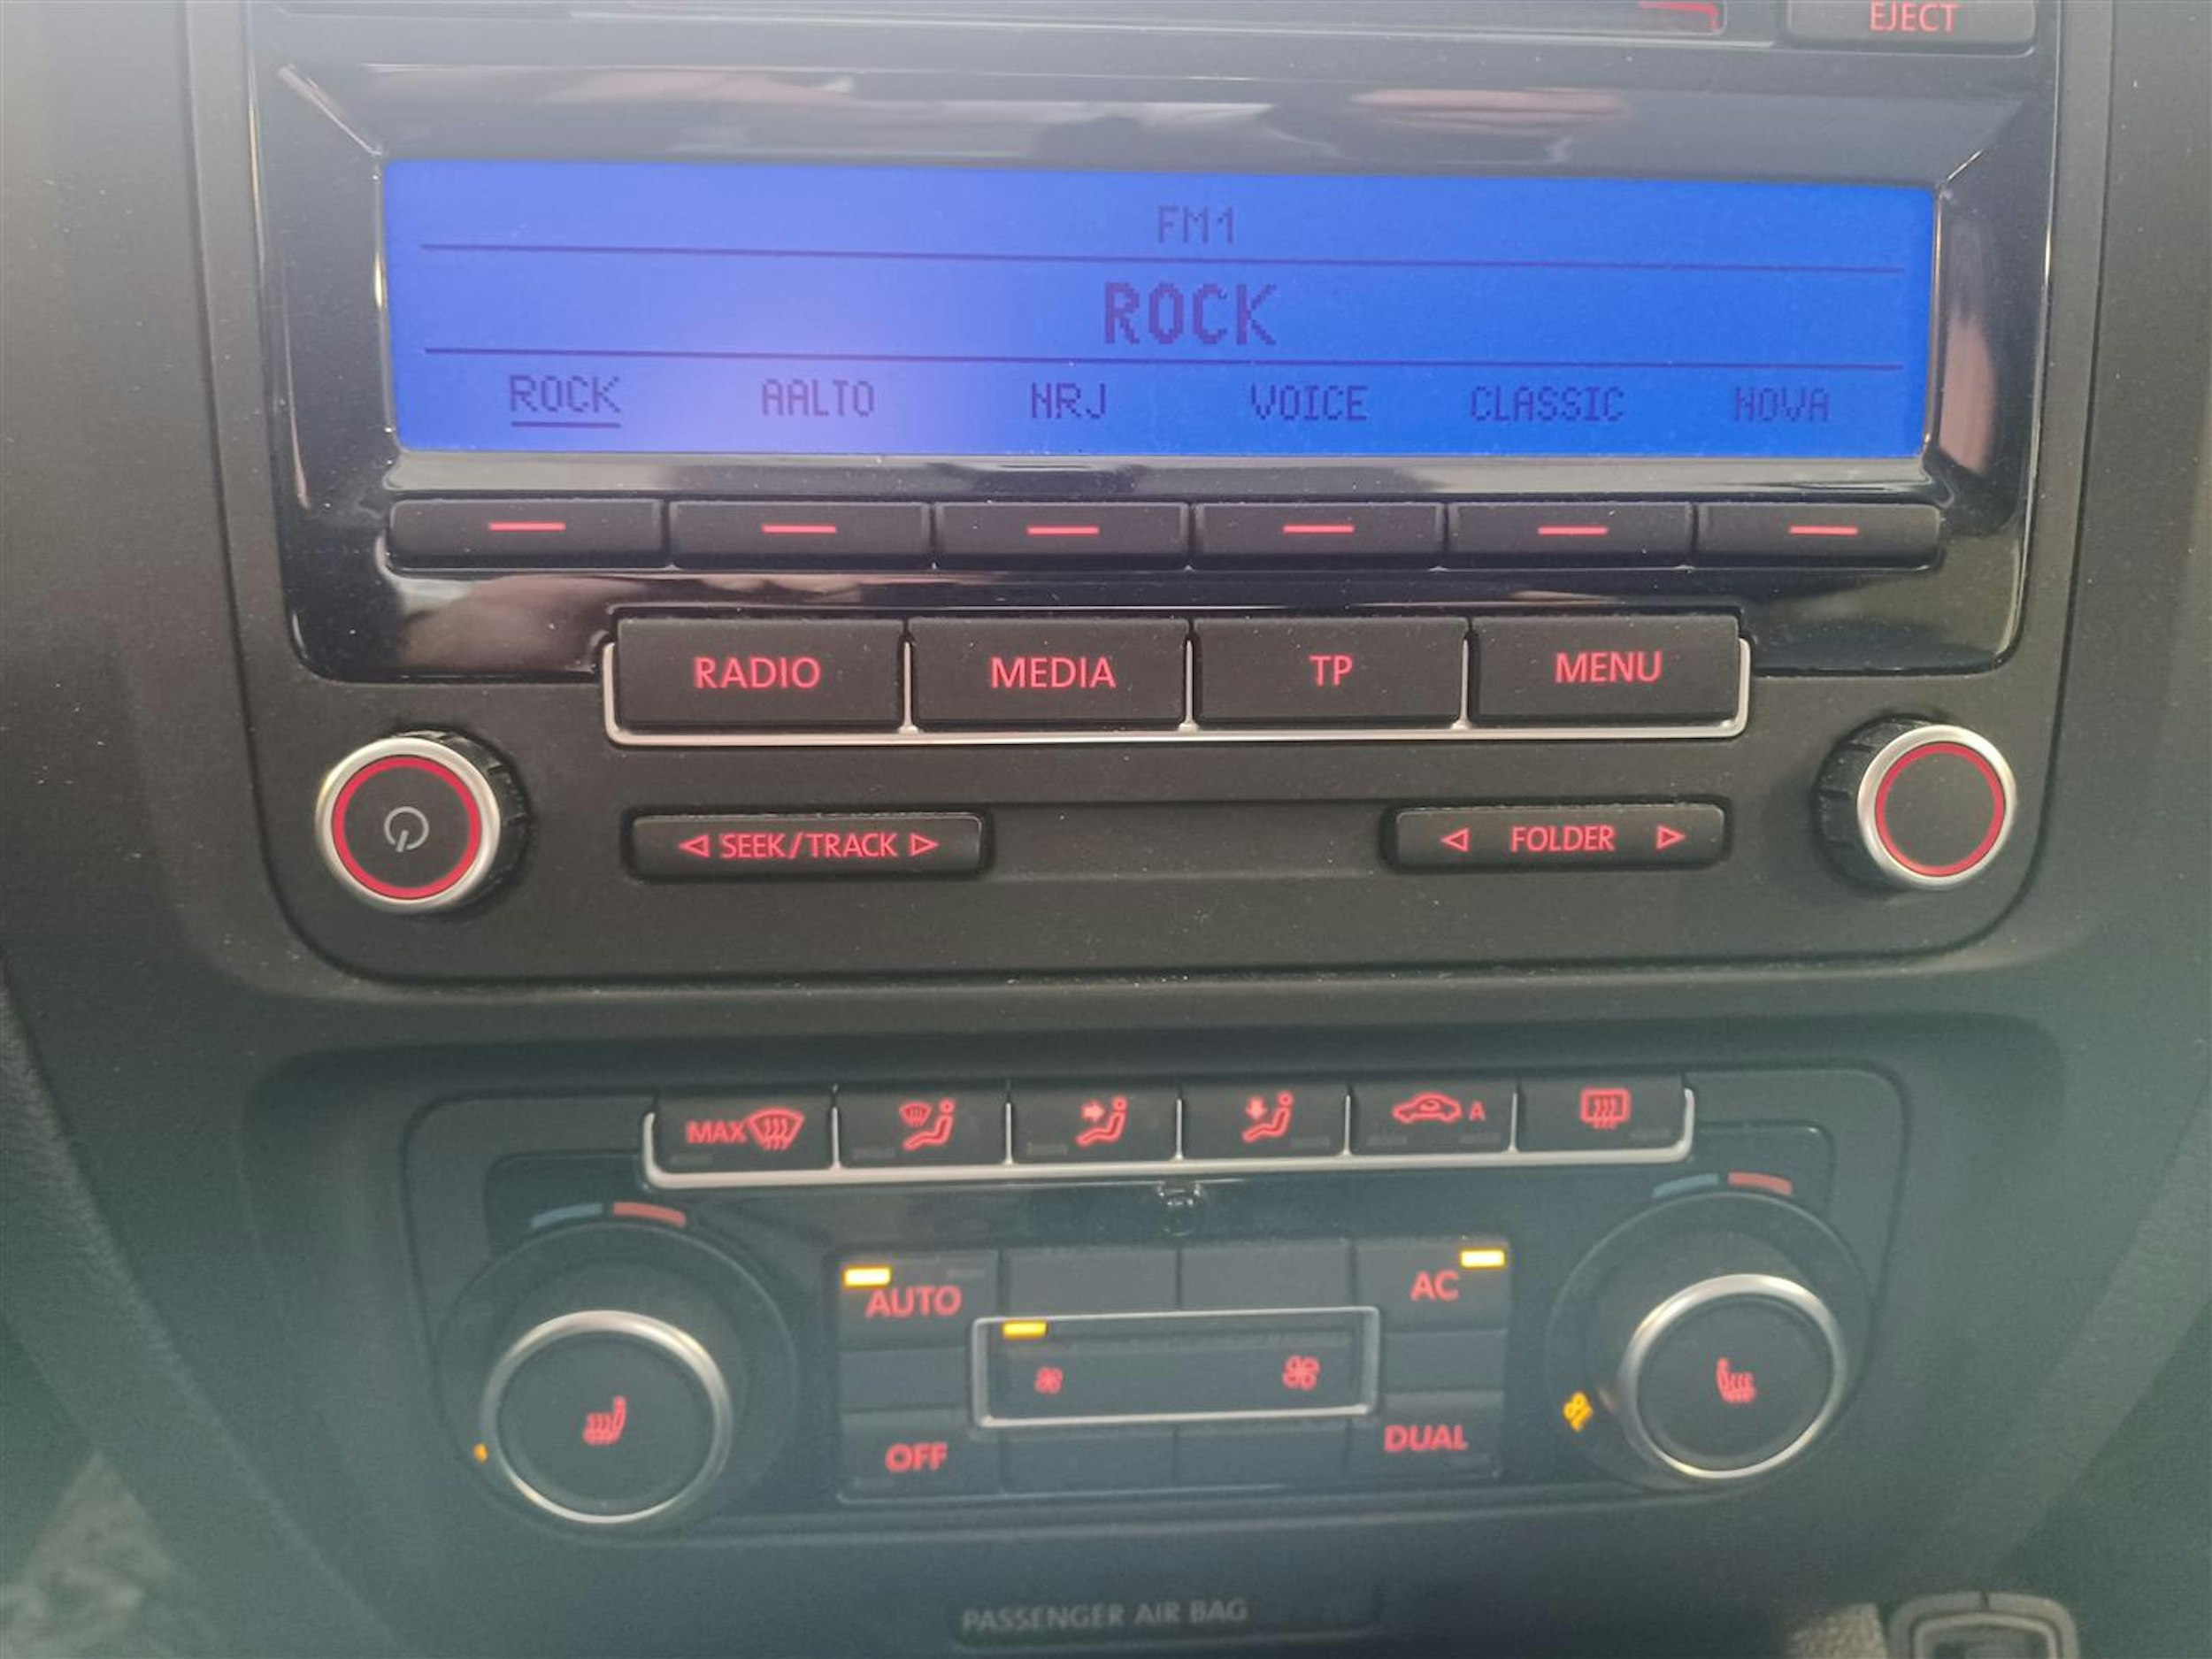 EJECT
FM1
ROCK
ROCK AALTO NRJ VOICE CLASSIC NOVA
RADIO MEDIA TP MENU
SEEK/TRACK FOLDER
MAX A
AUTO AC
18
OFF DUAL
PASSENGER AIR BAG